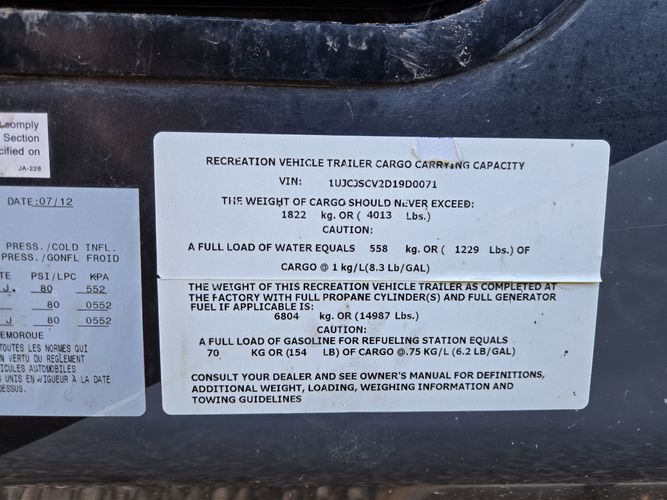 comply
Section
cified on
JA-228
DATE:07/12
PRESS./COLD INFL.
PRESS./GONFL FROID
PSI/LPC KPA
80 552
80 0552
J 80 0552
TOUTES LES NORMES QUI
VERTU DU REGLEMENT
AUTOMOBILES
UNIS EN VIGUEUR A LA DATE
RECREATION VEHICLE TRAILER CARGO CARRYING CAPACITY
VIN: 1UJCJSCV2D19D0071
THE WEIGHT OF CARGO SHOULD NEVER EXCEED:
1822 kg. OR ( 4013 Lbs.)
CAUTION:
A FULL LOAD OF WATER EQUALS 558 kg. OR ( 1229 Lbs.) OF
CARGO @ 1 kg/L(8.3 Lb/GAL)
THE WEIGHT OF THIS RECREATION VEHICLE TRAILER AS COMPLETED AT
THE FACTORY WITH FULL PROPANE CYLINDER(S) AND FULL GENERATOR
FUEL IF APPLICABLE IS:
6804 kg. OR (14987 Lbs.)
CAUTION:
A FULL LOAD OF GASOLINE FOR REFUELING STATION EQUALS
70 KG OR (154 LB) OF CARGO @.75 KG/L (6.2 LB/GAL)
CONSULT YOUR DEALER AND SEE OWNER'S MANUAL FOR DEFINITIONS,
ADDITIONAL WEIGHT, LOADING, WEIGHING INFORMATION AND
TOWING GUIDELINES